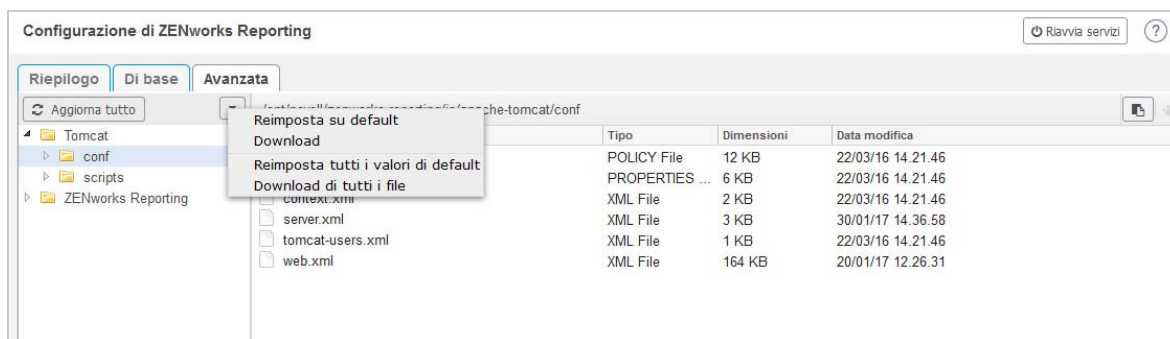 Configurazione di ZENworks Reporting
Riavvia servizi ?
Riepilogo Di base Avanzata
Aggiorna tutto che-tomcat/conf
Reimposta su default
Download
Reimposta tutti i valori di default
Download di tutti i file
Tomcat
conf
scripts
ZENworks Reporting
Tipo Dimensioni Data modifica
POLICY File 12 KB 22/03/16 14.21.46
PROPERTIES ... 6 KB 22/03/16 14.21.46
context.xml XML File 2 KB 22/03/16 14.21.46
server.xml XML File 3 KB 30/01/17 14.36.58
tomcat-users.xml XML File 1 KB 22/03/16 14.21.46
web.xml XML File 164 KB 20/01/17 12.26.31